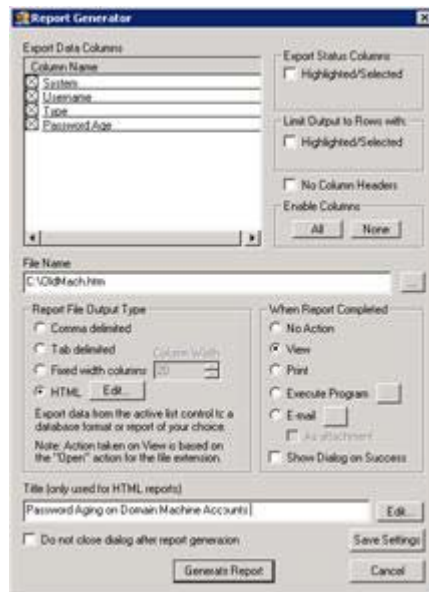 Report Generator
Export Data Columns
Column Name
System
Username
Type
Password Age
Export Status Columns
Highlighted/Selected
Limit Output to Rows with:
Highlighted/Selected
No Column Headers
Enable Columns
All
None
File Name
C:\OldMach.htm
...
Report File Output Type
Comma delimited
Tab delimited
Column Width
Fixed width columns
20
HTML
Edit...
Export data from the active list control to a
database format or report of your choice.
Note: Action taken on View is based on
the "Open" action for the file extension.
When Report Completed
No Action
View
Print
Execute Program
E-mail
As attachment
Show Dialog on Success
Title (only used for HTML reports)
Password Aging on Domain Machine Accounts
Edit...
Do not close dialog after report generation
Save Settings
Generate Report
Cancel